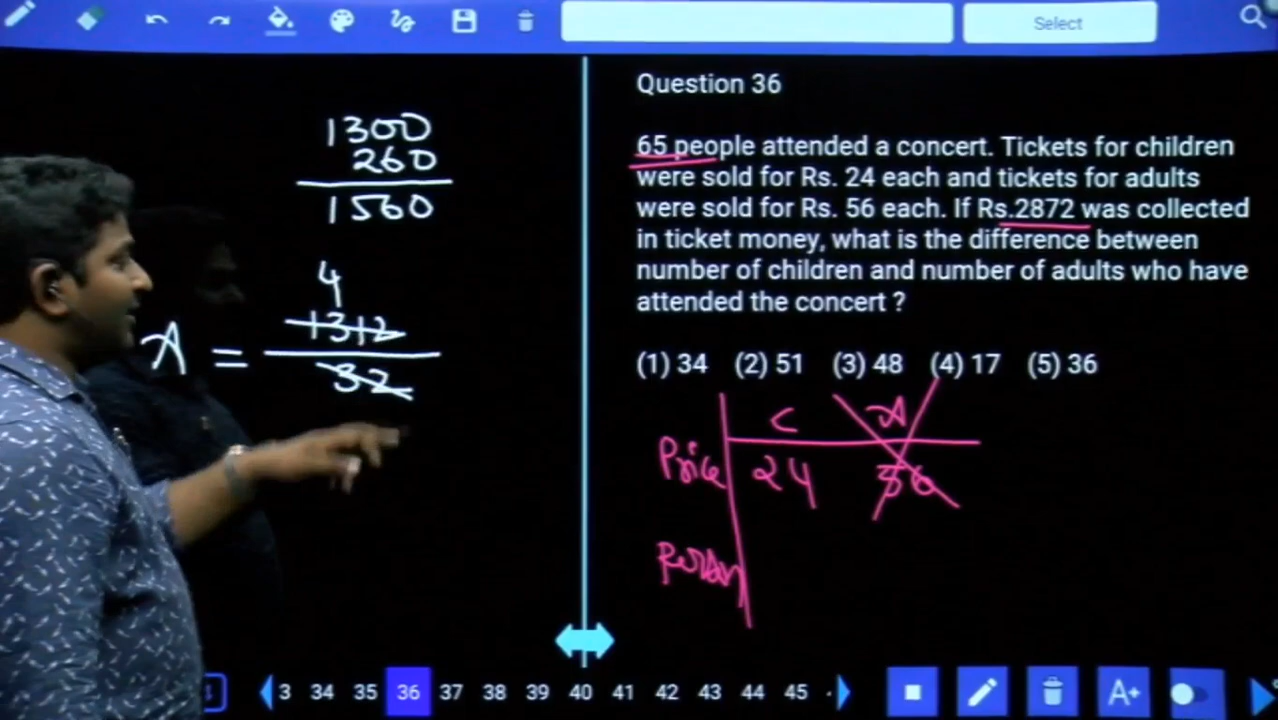 Select
1300
260
1560
4
1312
A =
32
Question 36
65 people attended a concert. Tickets for children
were sold for Rs. 24 each and tickets for adults
were sold for Rs. 56 each. If Rs.2872 was collected
in ticket money, what is the difference between
number of children and number of adults who have
attended the concert ?
(1) 34 (2) 51 (3) 48 (4) 17 (5) 36
C A
Price 24 56
Person
3 34 35 36 37 38 39 40 41 42 43 44 45
A+